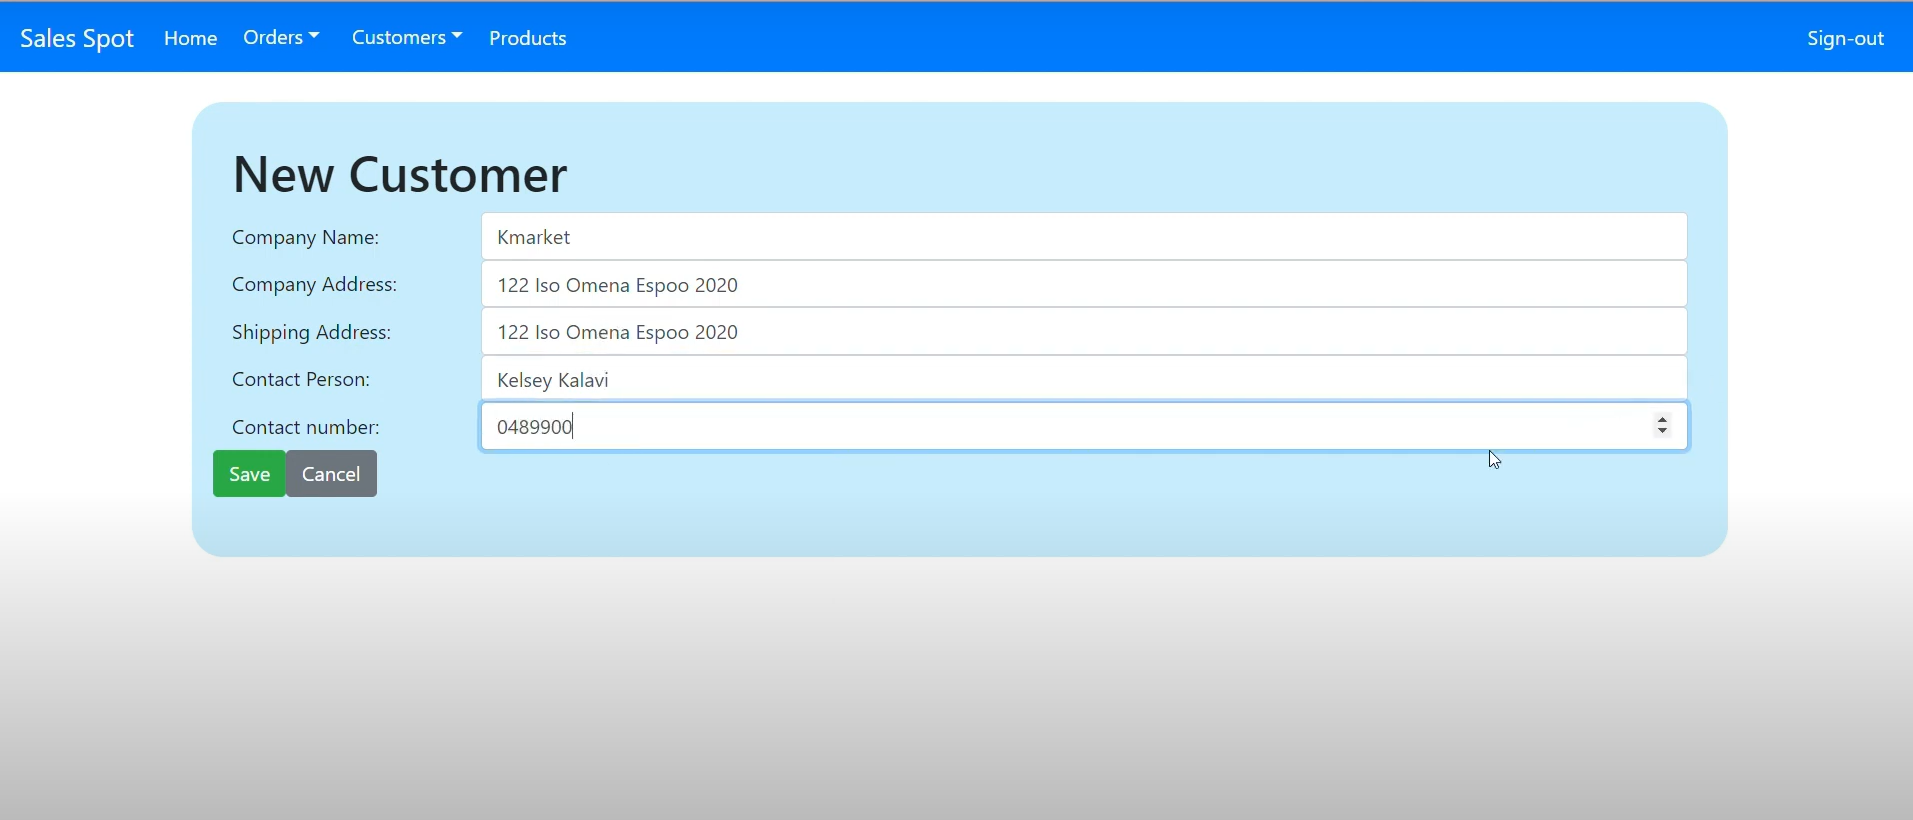 Sales Spot Home Orders Customers Products Sign-out
New Customer
Company Name: Kmarket
Company Address: 122 Iso Omena Espoo 2020
Shipping Address: 122 Iso Omena Espoo 2020
Contact Person: Kelsey Kalavi
Contact number: 0489900
Save Cancel